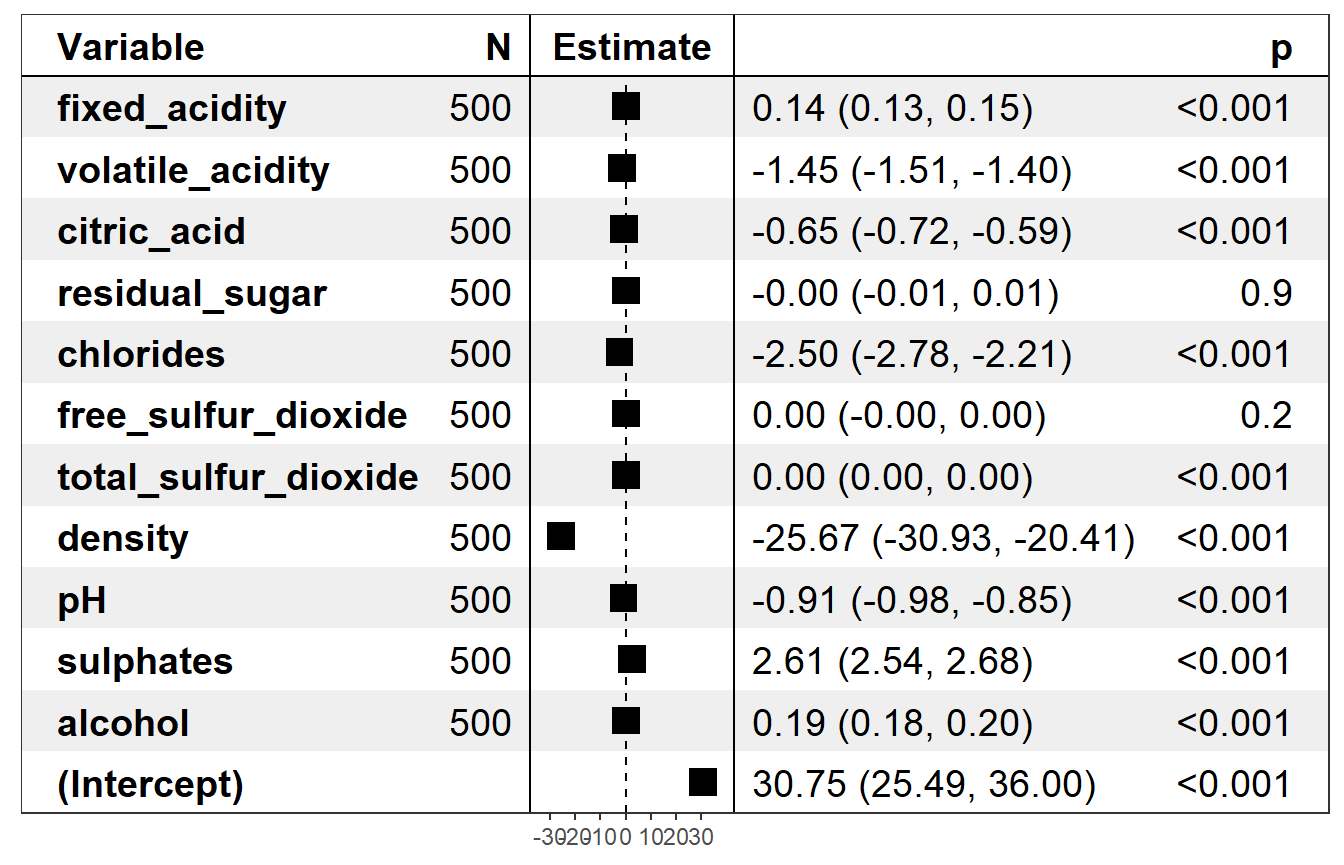 Variable N Estimate p
fixed_acidity 500 0.14 (0.13, 0.15) <0.001
volatile_acidity 500 -1.45 (-1.51, -1.40) <0.001
citric_acid 500 -0.65 (-0.72, -0.59) <0.001
residual_sugar 500 -0.00 (-0.01, 0.01) 0.9
chlorides 500 -2.50 (-2.78, -2.21) <0.001
free_sulfur_dioxide 500 0.00 (-0.00, 0.00) 0.2
total_sulfur_dioxide 500 0.00 (0.00, 0.00) <0.001
density 500 -25.67 (-30.93, -20.41) <0.001
pH 500 -0.91 (-0.98, -0.85) <0.001
sulphates 500 2.61 (2.54, 2.68) <0.001
alcohol 500 0.19 (0.18, 0.20) <0.001
(Intercept) 30.75 (25.49, 36.00) <0.001
-30 -20 -10 0 10 20 30